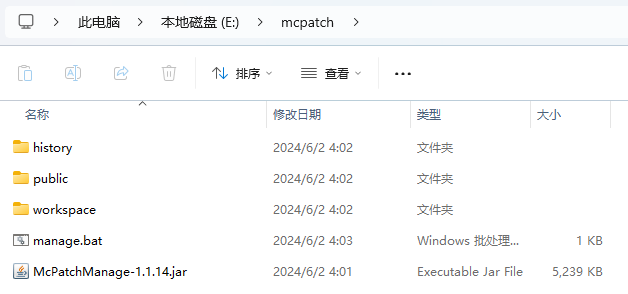 此电脑 > 本地磁盘 (E:) > mcpatch >
排序 查看 ...
名称 修改日期 类型 大小
history 2024/6/2 4:02 文件夹
public 2024/6/2 4:02 文件夹
workspace 2024/6/2 4:02 文件夹
manage.bat 2024/6/2 4:03 Windows 批处理... 1 KB
McPatchManage-1.1.14.jar 2024/6/2 4:01 Executable Jar File 5,239 KB